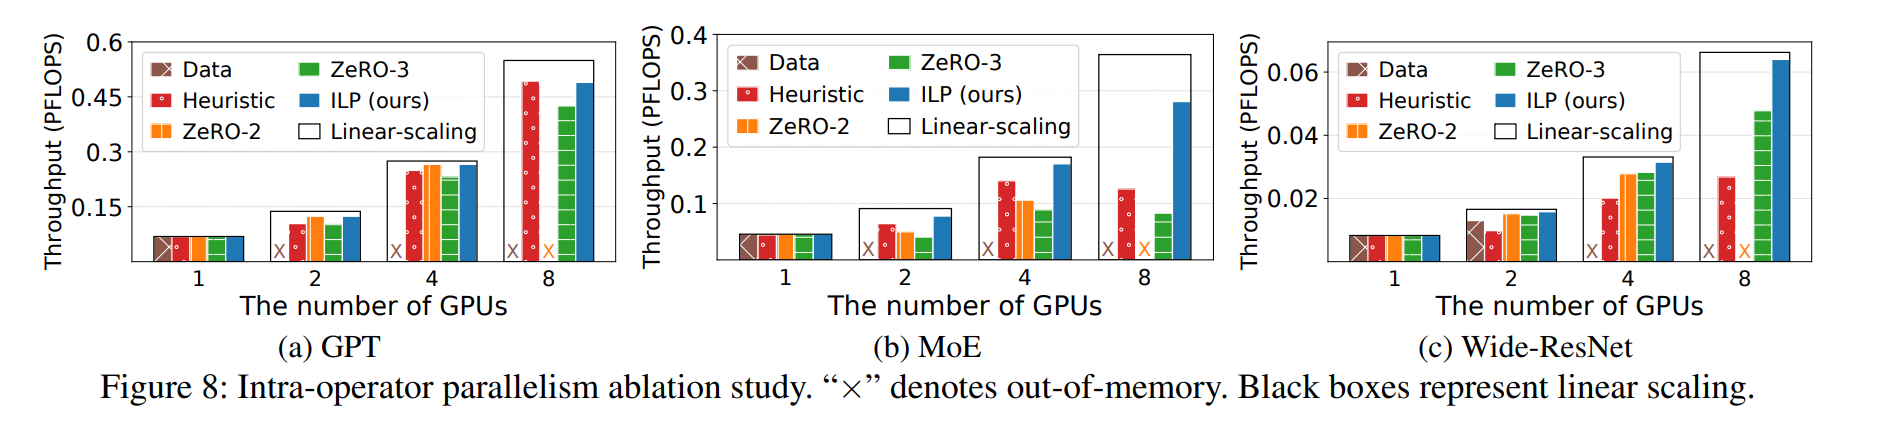 Throughput (PFLOPS)
0.6
0.45
0.3
0.15
Data
Heuristic
ZeRO-2
ZeRO-3
ILP (ours)
Linear-scaling
X X X X
1 2 4 8
The number of GPUs
(a) GPT
Throughput (PFLOPS)
0.4
0.3
0.2
0.1
Data
Heuristic
ZeRO-2
ZeRO-3
ILP (ours)
Linear-scaling
X X X X
1 2 4 8
The number of GPUs
(b) MoE
Throughput (PFLOPS)
0.06
0.04
0.02
Data
Heuristic
ZeRO-2
ZeRO-3
ILP (ours)
Linear-scaling
X X X
1 2 4 8
The number of GPUs
(c) Wide-ResNet
Figure 8: Intra-operator parallelism ablation study. “×” denotes out-of-memory. Black boxes represent linear scaling.